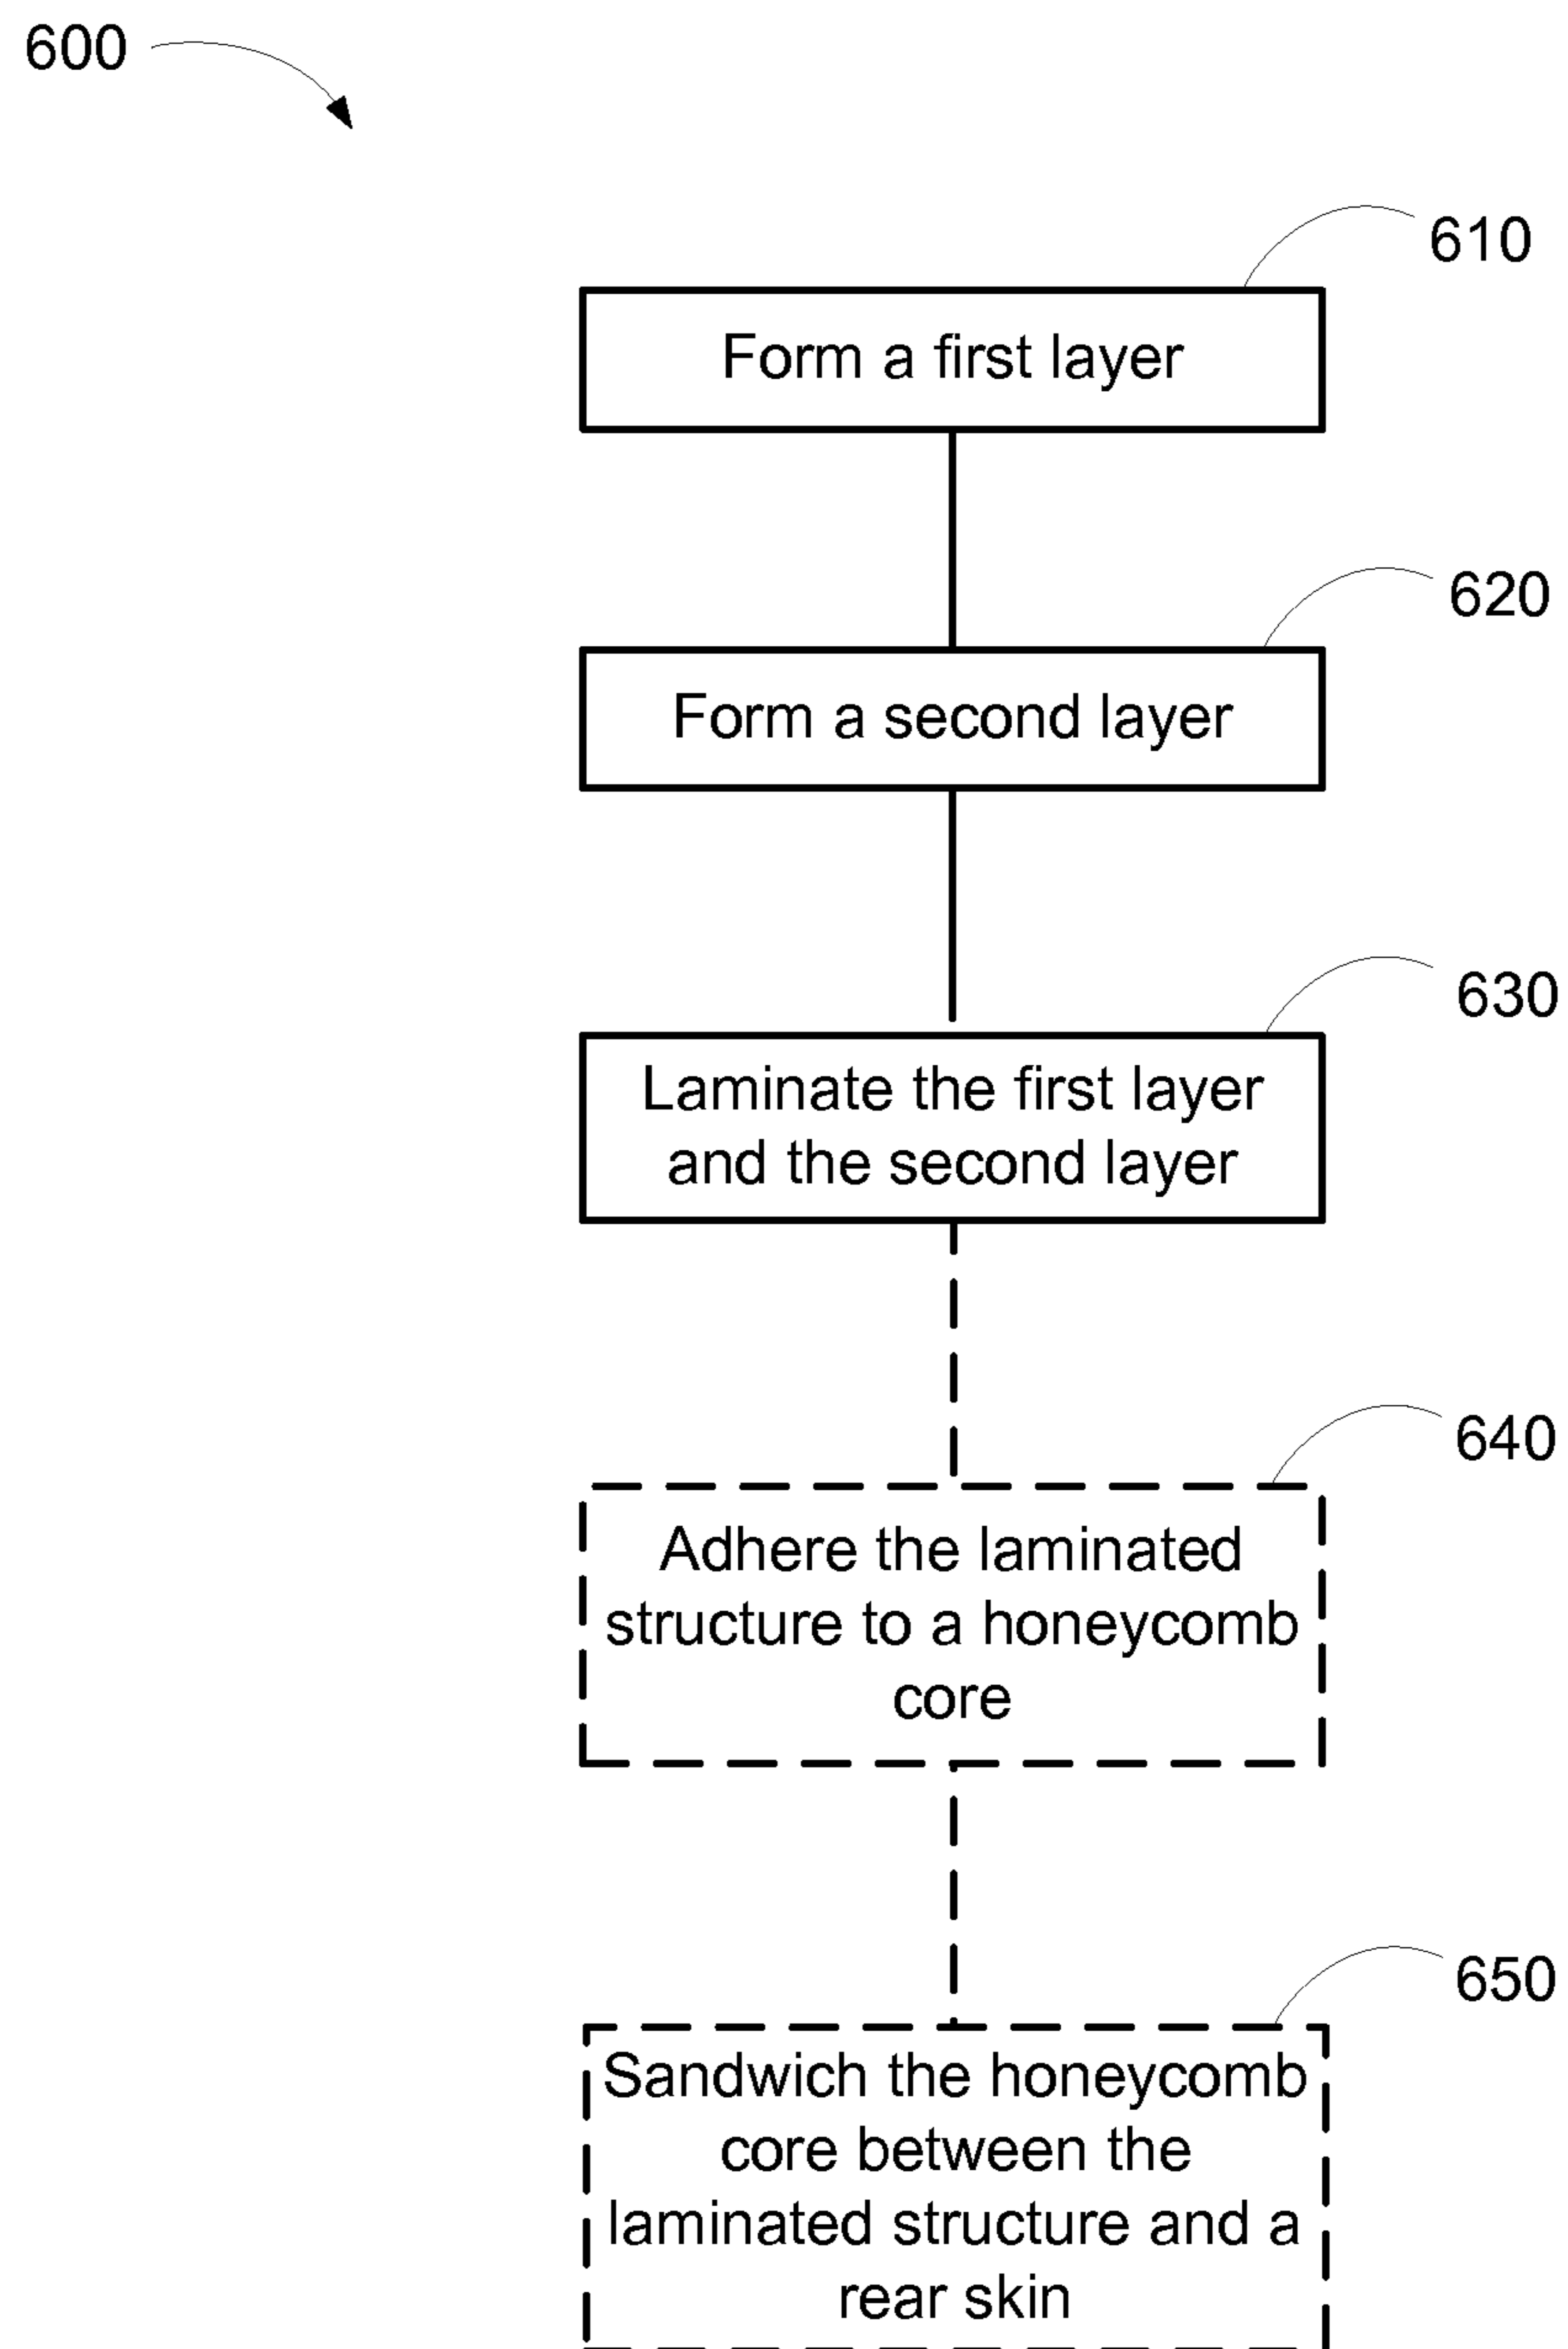 600
610
Form a first layer
620
Form a second layer
630
Laminate the first layer
and the second layer
640
Adhere the laminated
structure to a honeycomb
core
650
Sandwich the honeycomb
core between the
laminated structure and a
rear skin